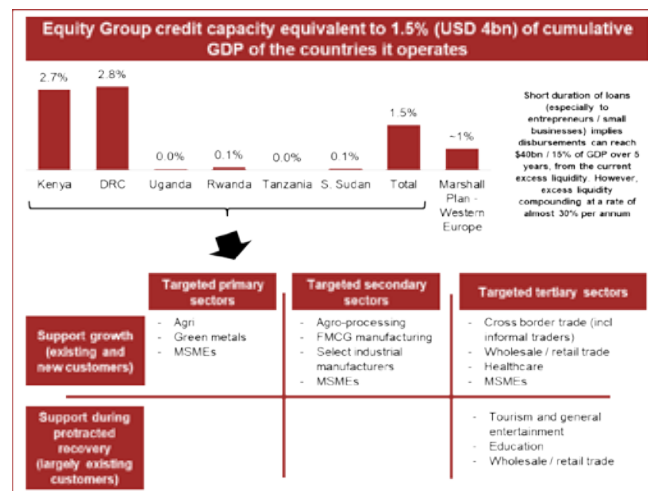 Equity Group credit capacity equivalent to 1.5% (USD 4bn) of cumulative
GDP of the countries it operates
2.7%
2.8%
0.0%
0.1%
0.0%
0.1%
1.5%
~1%
Kenya
DRC
Uganda
Rwanda
Tanzania
S. Sudan
Total
Marshall
Plan -
Western
Europe
Short duration of loans
(especially to
entrepreneurs / small
businesses) implies
disbursements can reach
$40bn / 15% of GDP over 5
years, from the current
excess liquidity. However,
excess liquidity
compounding at a rate of
almost 30% per annum
Targeted primary
sectors
Targeted secondary
sectors
Targeted tertiary sectors
Support growth
(existing and
new customers)
- Agri
- Green metals
- MSMEs
- Agro-processing
- FMCG manufacturing
- Select industrial
manufacturers
- MSMEs
- Cross border trade (incl
informal traders)
- Wholesale / retail trade
- Healthcare
- MSMEs
Support during
protracted
recovery
(largely existing
customers)
- Tourism and general
entertainment
- Education
- Wholesale / retail trade